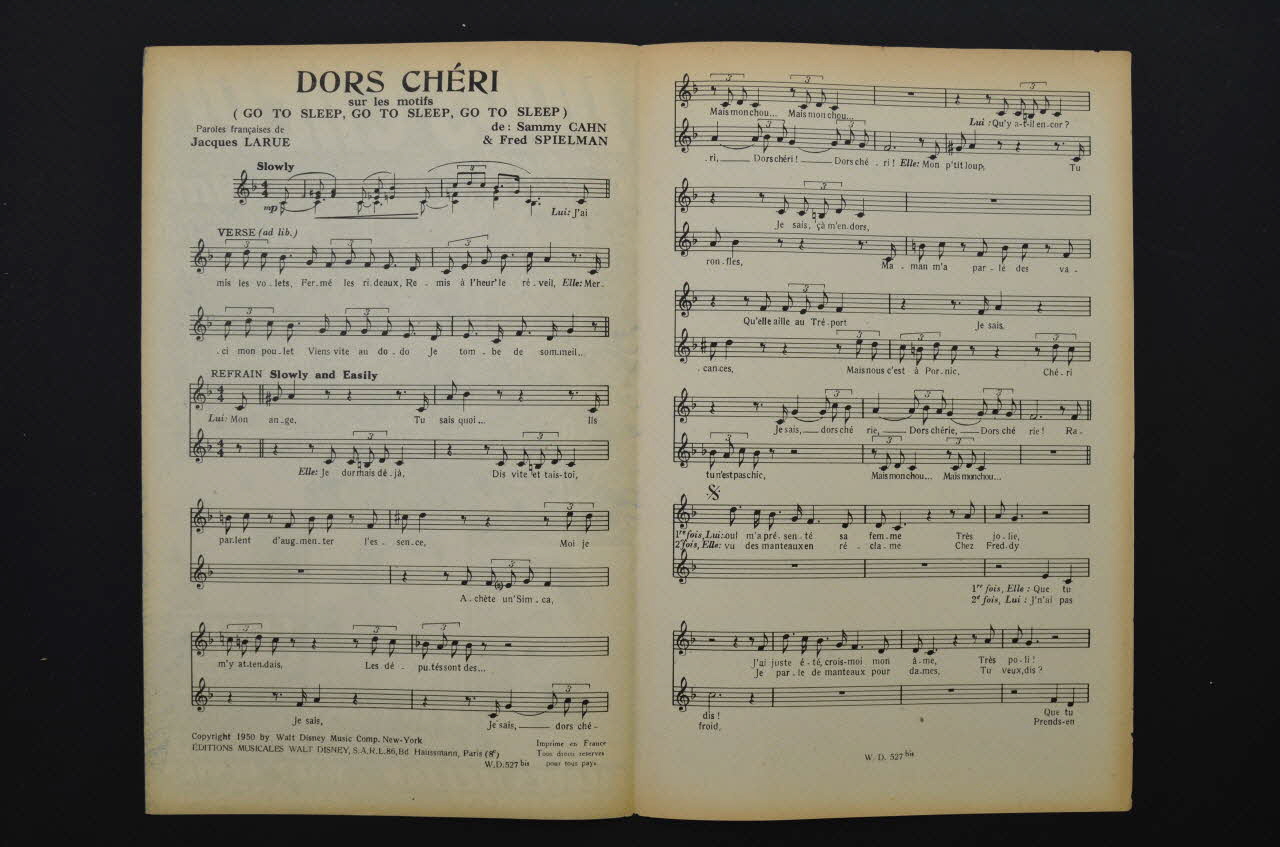 DORS CHÉRI
sur les motifs
( GO TO SLEEP, GO TO SLEEP, GO TO SLEEP )
Paroles françaises de
Jacques LARUE
de : Sammy CAHN
& Fred SPIELMAN
Slowly
mp
Lui: J'ai
VERSE (ad lib.)
mis les vo - lets, Fer - mé les ri - deaux, Re - mis à l'heur' le ré - veil, Elle: Mer -
- ci mon pou - let Viens vite au do - do Je tom - be de som - meil...
REFRAIN Slowly and Easily
Lui: Mon an - ge, Tu sais quoi... Ils
Elle: Je dormais dé - jà, Dis vite et tais-toi,
par - lent d'aug - men - ter l'es - sen - ce, Moi je
A - chète un' Sim - ca,
m'y at - ten - dais, Les dé - pu - tés sont des...
Je sais, Je sais, dors ché -
Copyright 1950 by Walt Disney Music Comp. New-York
ÉDITIONS MUSICALES WALT DISNEY, S.A.R.L. 86, Bd Haussmann, Paris (8e)
W. D. 527 bis
Imprimé en France
Tous droits réservés
pour tous pays.
Mais mon chou... Mais mon chou... Lui : Qu'y a-t-il en - cor ?
- ri, Dors chéri ! Dors ché - ri ! Elle: Mon p'tit loup, Tu
Je sais, 'çà m'en - dors,
ron - fles, Ma - man m'a par - lé des va -
Qu'elle aille au Tré - port Je sais,
- can - ces, Mais nous c'est à Por - nic, Ché - ri
Je sais, dors ché rie, Dors chérie, Dors ché rie ! Ra -
tu n'est pas chic, Mais mon chou... Mais mon chou...
1re fois, Lui: - oul m'a pré - sen - té sa fem - me Très jo - lie,
2e fois, Elle: vu des manteaux en ré - cla - me Chez Fred - dy
1re fois, Elle : Que tu
2e fois, Lui : J'n'ai pas
J'ai juste é - té, crois-moi mon â - me, Très po - li !
Je par - le de manteaux pour da - mes, Tu veux, dis ?
dis ! Que tu
froid, Prends-en
W. D. 527 bis